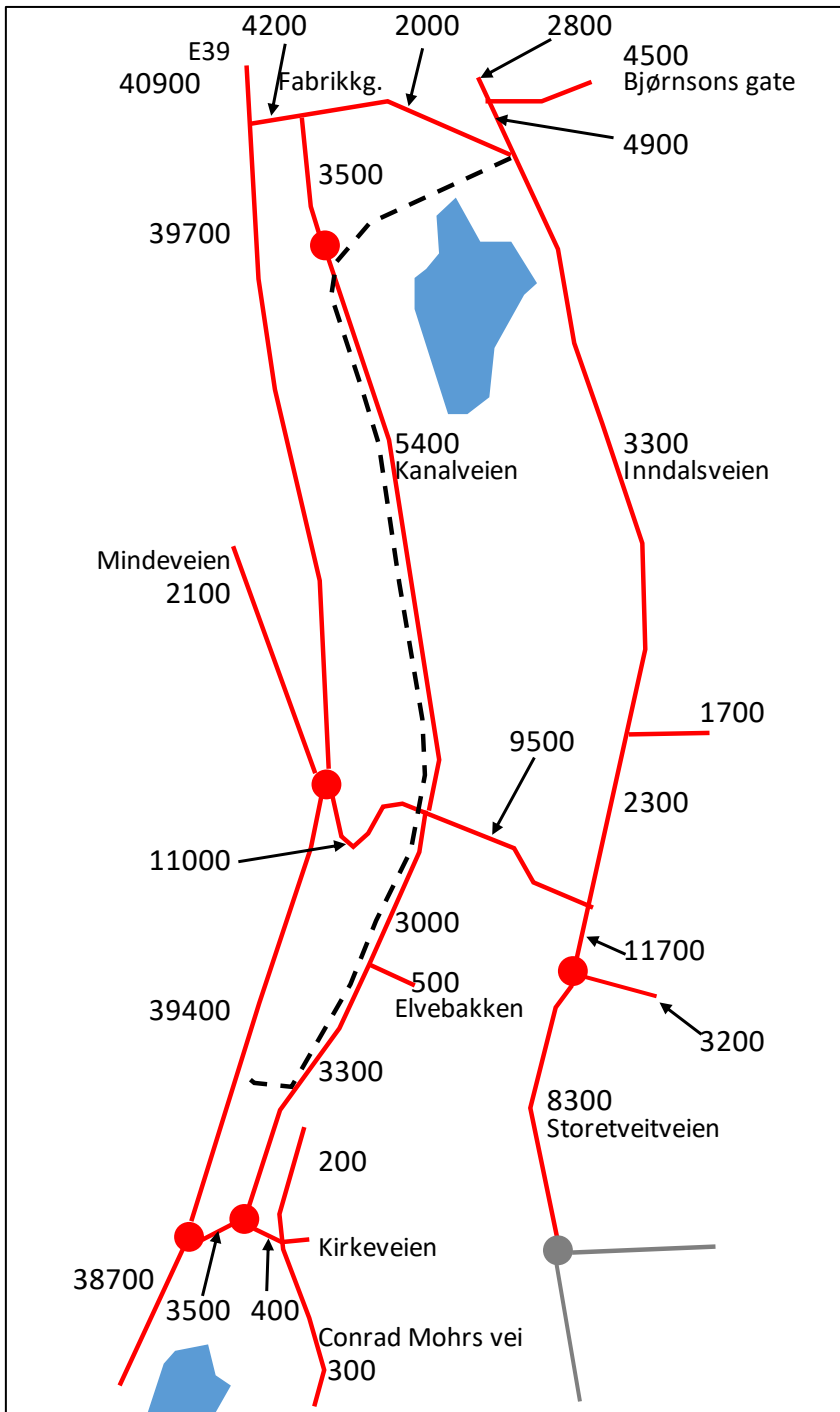 4200
2000
2800
E39
4500
40900
Fabrikkg.
Bjørnsons gate
4900
3500
39700
5400
3300
Kanalveien
Inndalsveien
Mindeveien
2100
1700
9500
2300
11000
3000
11700
500
39400
Elvebakken
3200
3300
8300
Storetveitveien
200
Kirkeveien
38700
3500
400
Conrad Mohrs vei
300